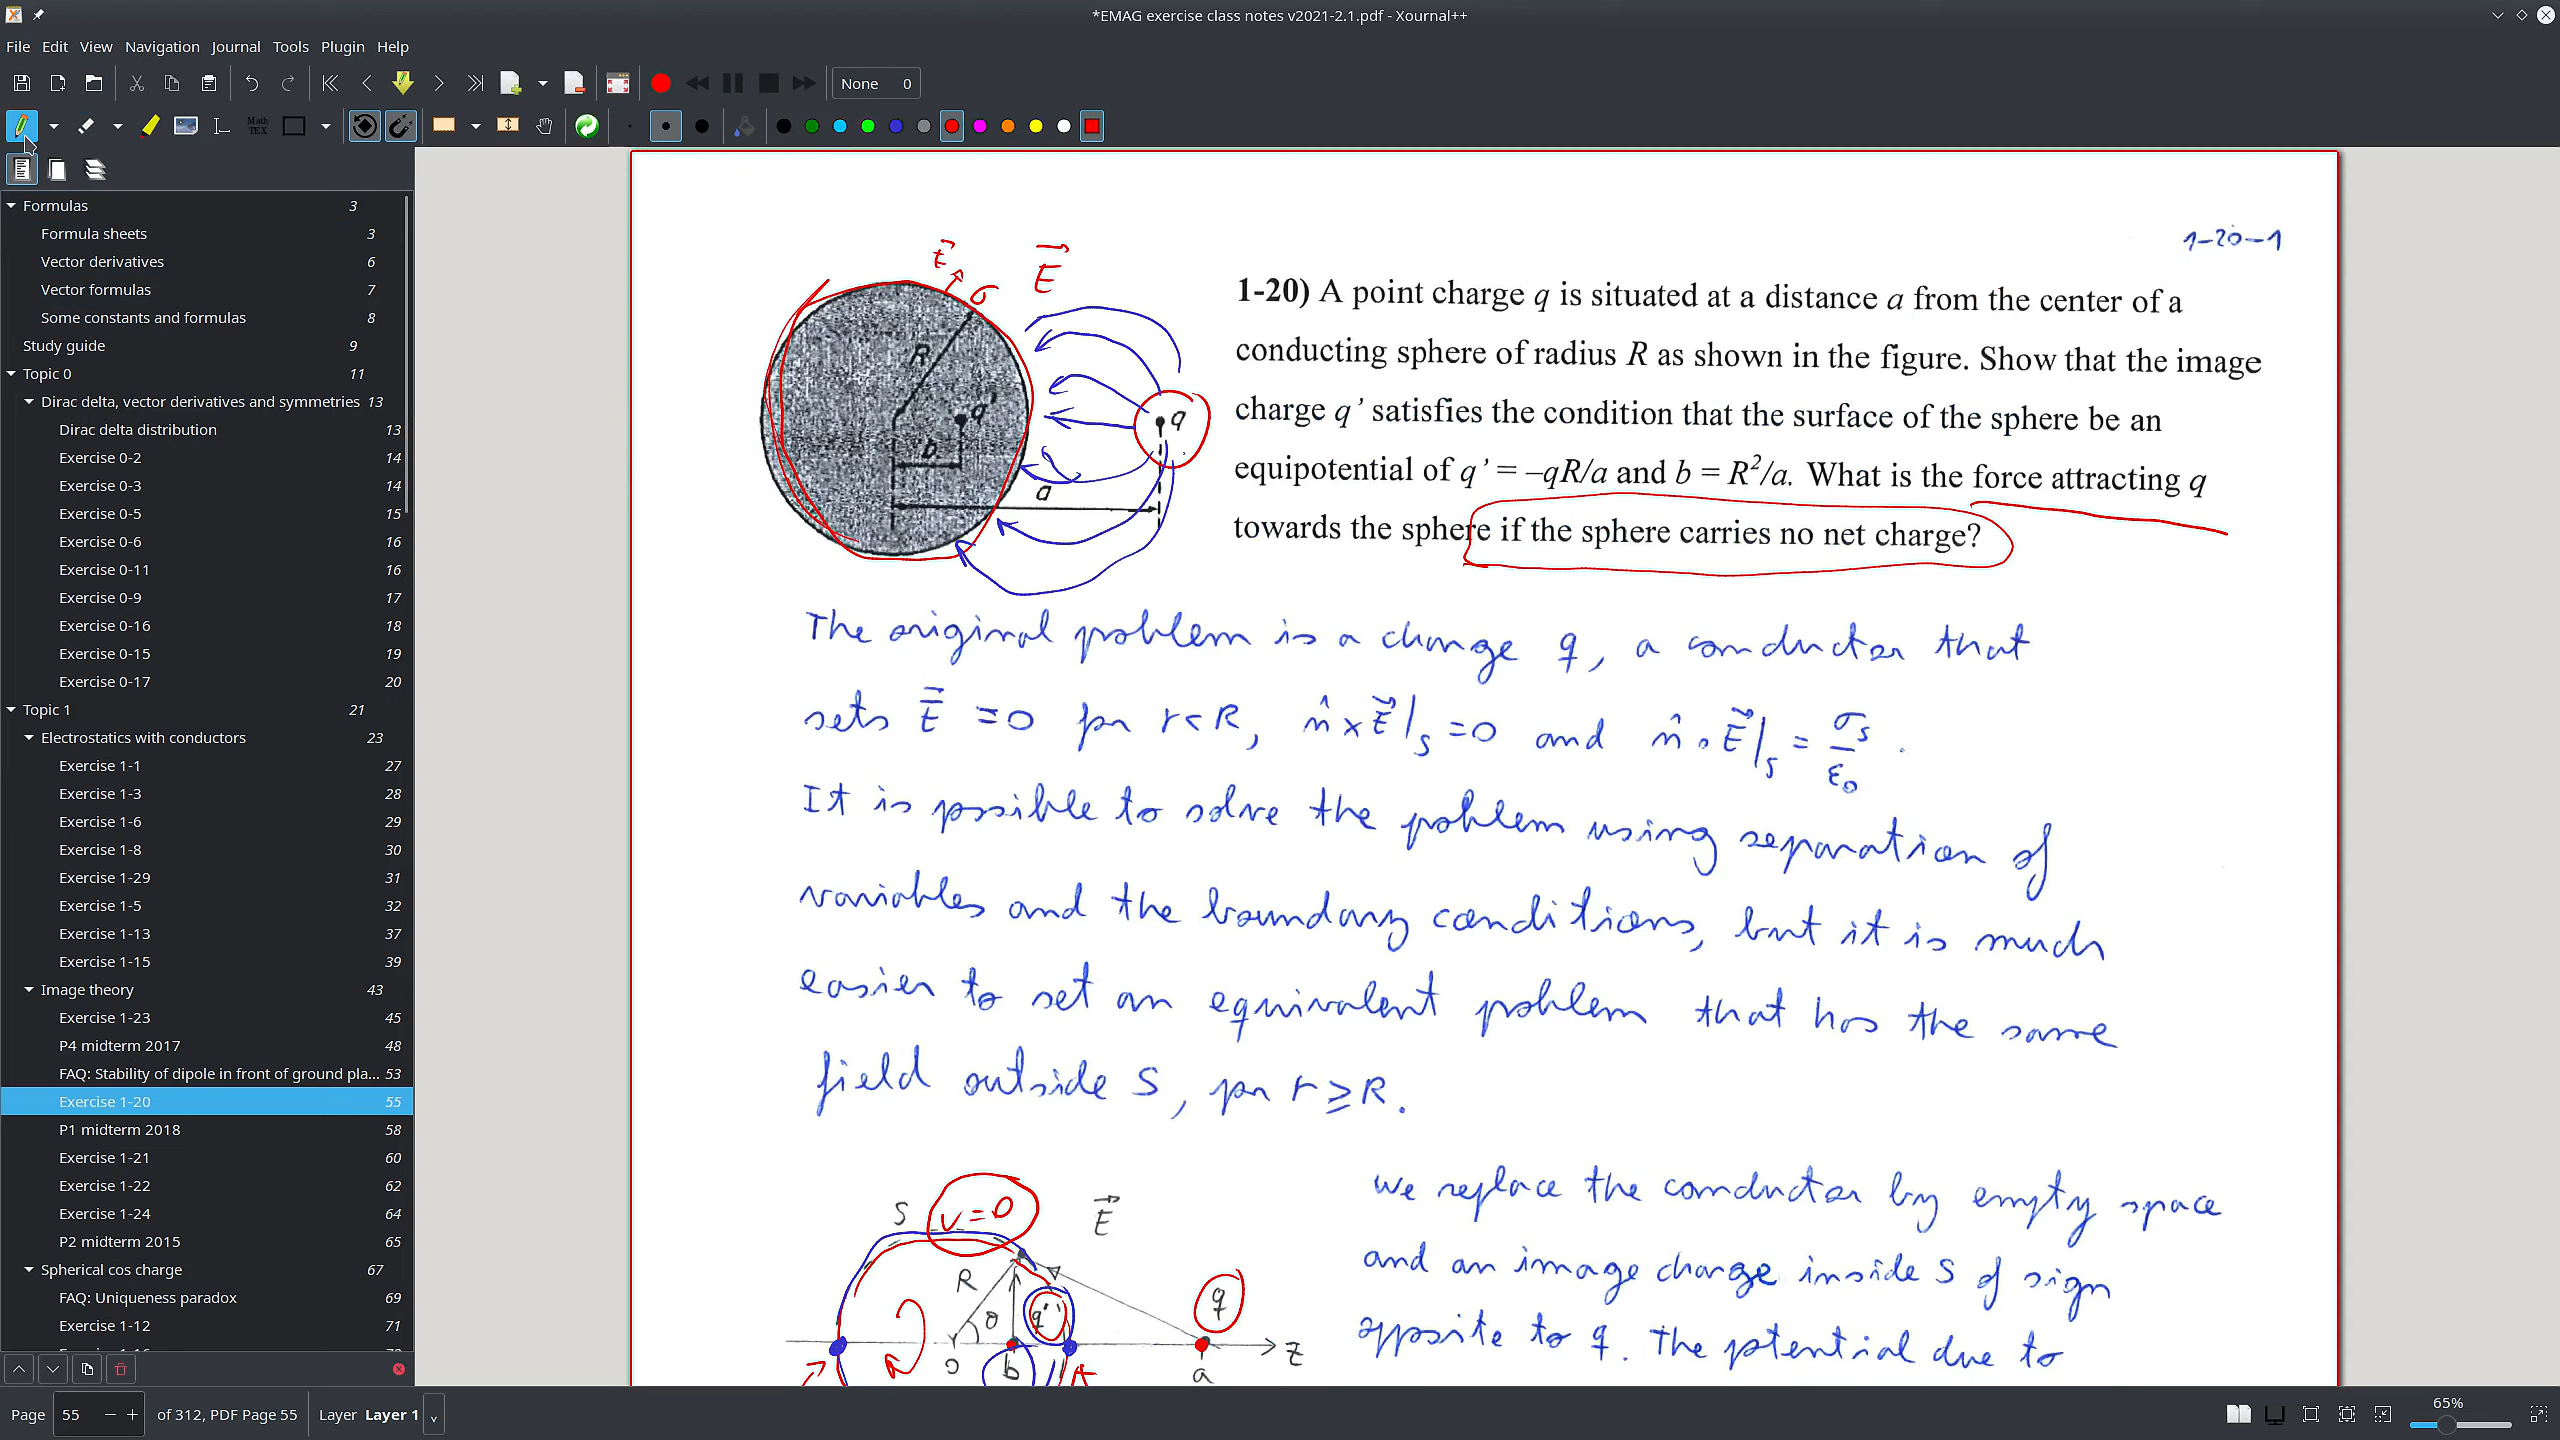 *EMAG exercise class notes v2021-2.1.pdf - Xournal++
File Edit View Navigation Journal Tools Plugin Help
None 0
Math TEX
Formulas 3
Formula sheets 3
Vector derivatives 6
Vector formulas 7
Some constants and formulas 8
Study guide 9
Topic 0 11
Dirac delta, vector derivatives and symmetries 13
Dirac delta distribution 13
Exercise 0-2 14
Exercise 0-3 14
Exercise 0-5 15
Exercise 0-6 16
Exercise 0-11 16
Exercise 0-9 17
Exercise 0-16 18
Exercise 0-15 19
Exercise 0-17 20
Topic 1 21
Electrostatics with conductors 23
Exercise 1-1 27
Exercise 1-3 28
Exercise 1-6 29
Exercise 1-8 30
Exercise 1-29 31
Exercise 1-5 32
Exercise 1-13 37
Exercise 1-15 39
Image theory 43
Exercise 1-23 45
P4 midterm 2017 48
FAQ: Stability of dipole in front of ground pla... 53
Exercise 1-20 55
P1 midterm 2018 58
Exercise 1-21 60
Exercise 1-22 62
Exercise 1-24 64
P2 midterm 2015 65
Spherical cos charge 67
FAQ: Uniqueness paradox 69
Exercise 1-12 71
1-20-1
E⃗ σ E⃗
R q' b a q
1-20) A point charge q is situated at a distance a from the center of a
conducting sphere of radius R as shown in the figure. Show that the image
charge q' satisfies the condition that the surface of the sphere be an
equipotential of q' = –qR/a and b = R²/a. What is the force attracting q
towards the sphere if the sphere carries no net charge?
The original problem is a charge q, a conductor that
sets E⃗ = 0 for r < R, n̂ × E⃗|s = 0 and n̂ · E⃗|s = σs/ε₀.
It is possible to solve the problem using separation of
variables and the boundary conditions, but it is much
easier to set an equivalent problem that has the same
field outside S, for r ⩾ R.
S V = 0 E⃗
R θ q' q
0 b a z
We replace the conductor by empty space
and an image charge inside S of sign
opposite to q. The potential due to
Page 55 of 312, PDF Page 55 Layer Layer 1 65%